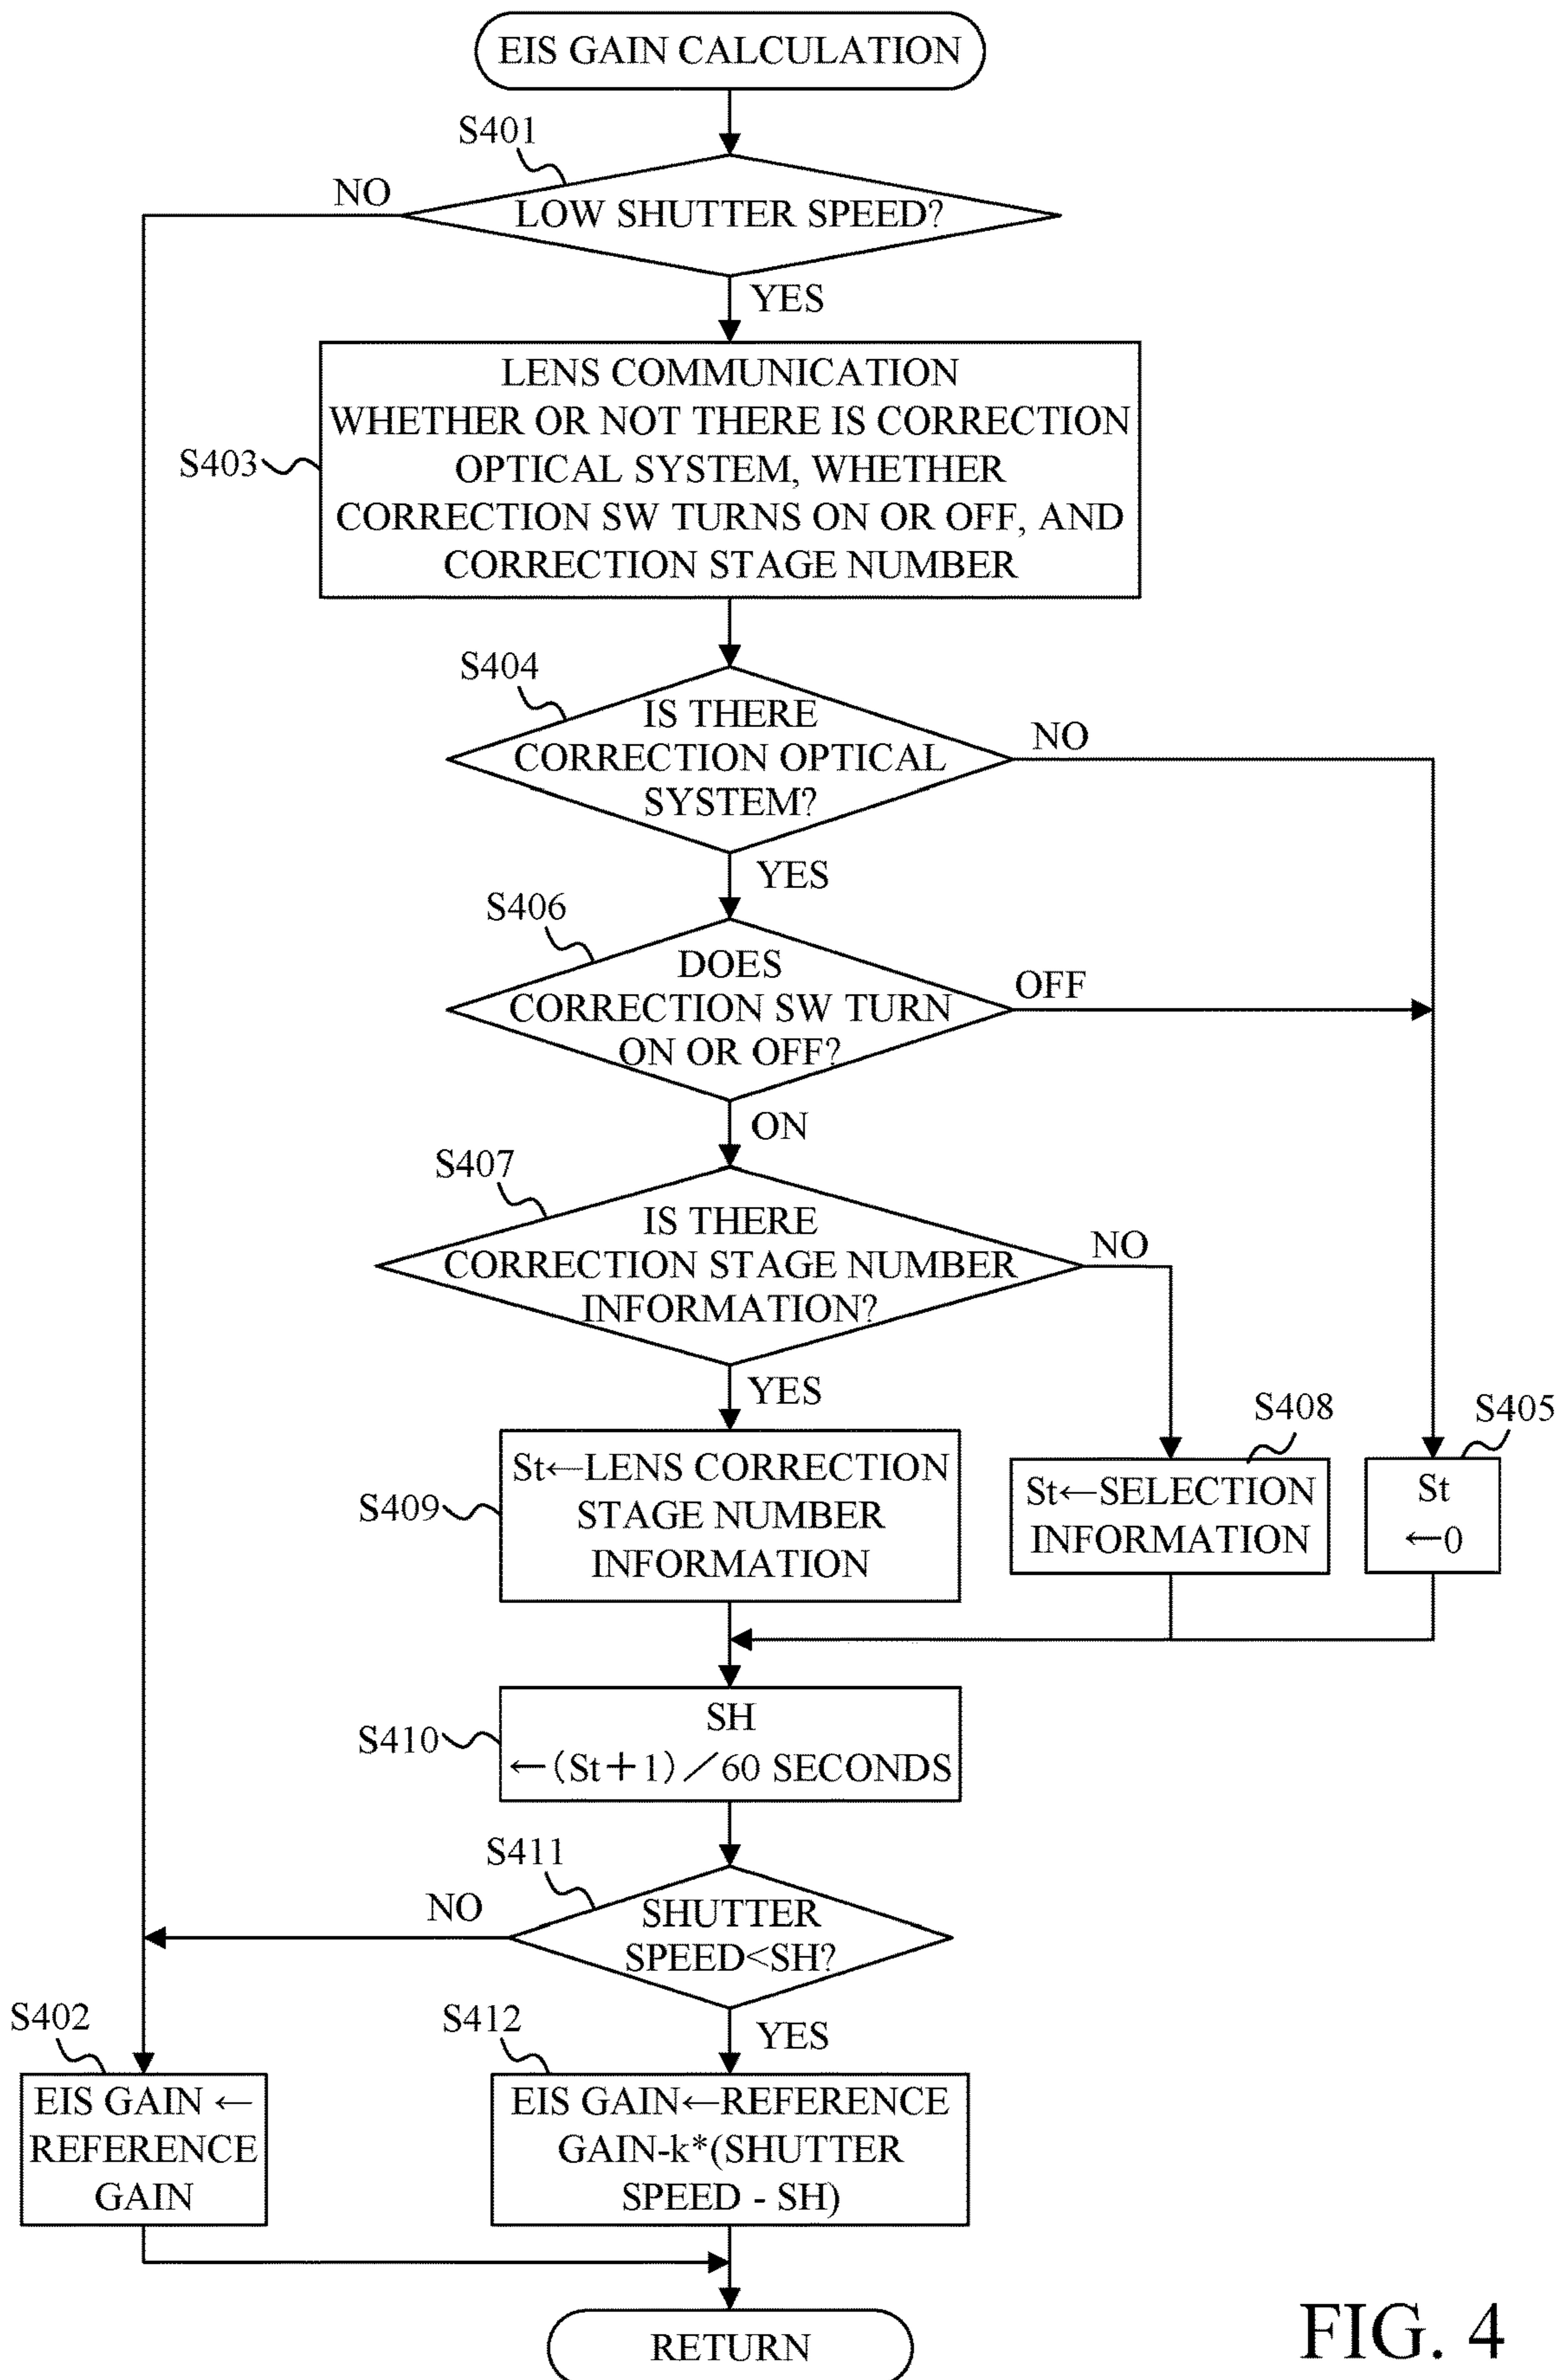 EIS GAIN CALCULATION
S401
NO
LOW SHUTTER SPEED?
YES
LENS COMMUNICATION
WHETHER OR NOT THERE IS CORRECTION
OPTICAL SYSTEM, WHETHER
CORRECTION SW TURNS ON OR OFF, AND
CORRECTION STAGE NUMBER
S403
S404
IS THERE
CORRECTION OPTICAL
SYSTEM?
NO
YES
S406
DOES
CORRECTION SW TURN
ON OR OFF?
OFF
ON
S407
IS THERE
CORRECTION STAGE NUMBER
INFORMATION?
NO
YES
S409
St←LENS CORRECTION
STAGE NUMBER
INFORMATION
S408
St←SELECTION
INFORMATION
S405
St
←0
S410
SH
←(St+1)/60 SECONDS
S411
NO
SHUTTER
SPEED<SH?
YES
S402
EIS GAIN ←
REFERENCE
GAIN
S412
EIS GAIN←REFERENCE
GAIN-k*(SHUTTER
SPEED - SH)
RETURN
FIG. 4